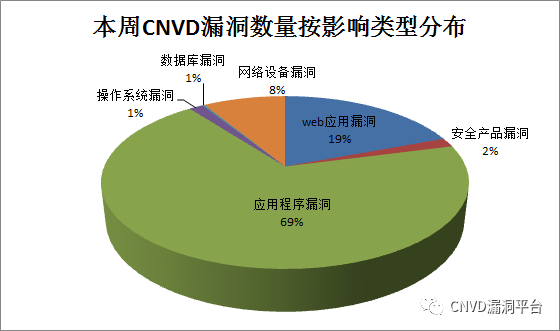 本周CNVD漏洞数量按影响类型分布
数据库漏洞
1%
网络设备漏洞
8%
操作系统漏洞
1%
web应用漏洞
19%
安全产品漏洞
2%
应用程序漏洞
69%
CNVD漏洞平台